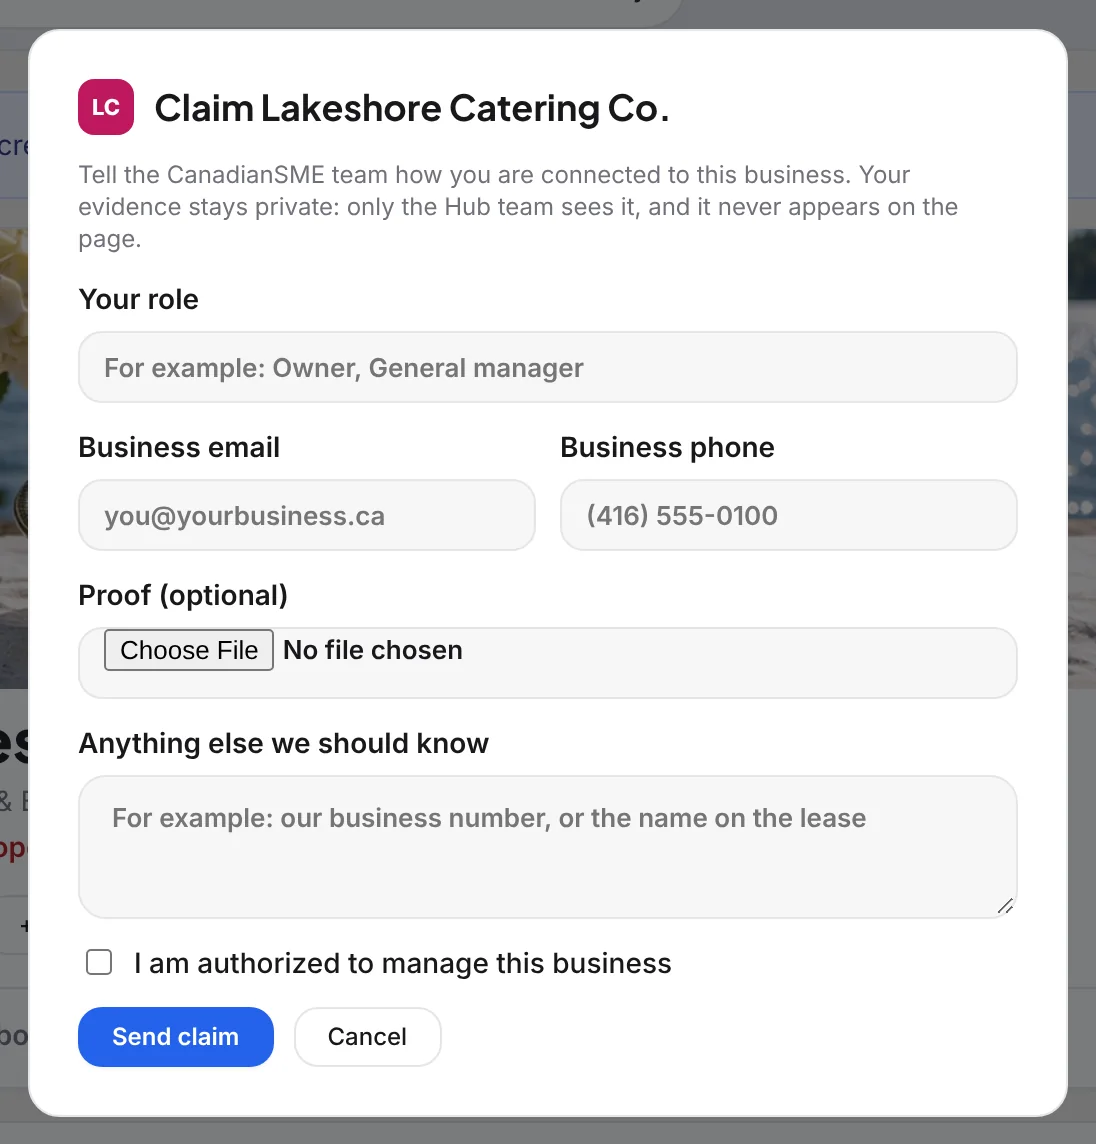 LC
Claim Lakeshore Catering Co.
Tell the CanadianSME team how you are connected to this business. Your
evidence stays private: only the Hub team sees it, and it never appears on the
page.
Your role
For example: Owner, General manager
Business email
Business phone
you@yourbusiness.ca
(416) 555-0100
Proof (optional)
Choose File No file chosen
Anything else we should know
For example: our business number, or the name on the lease
I am authorized to manage this business
Send claim
Cancel